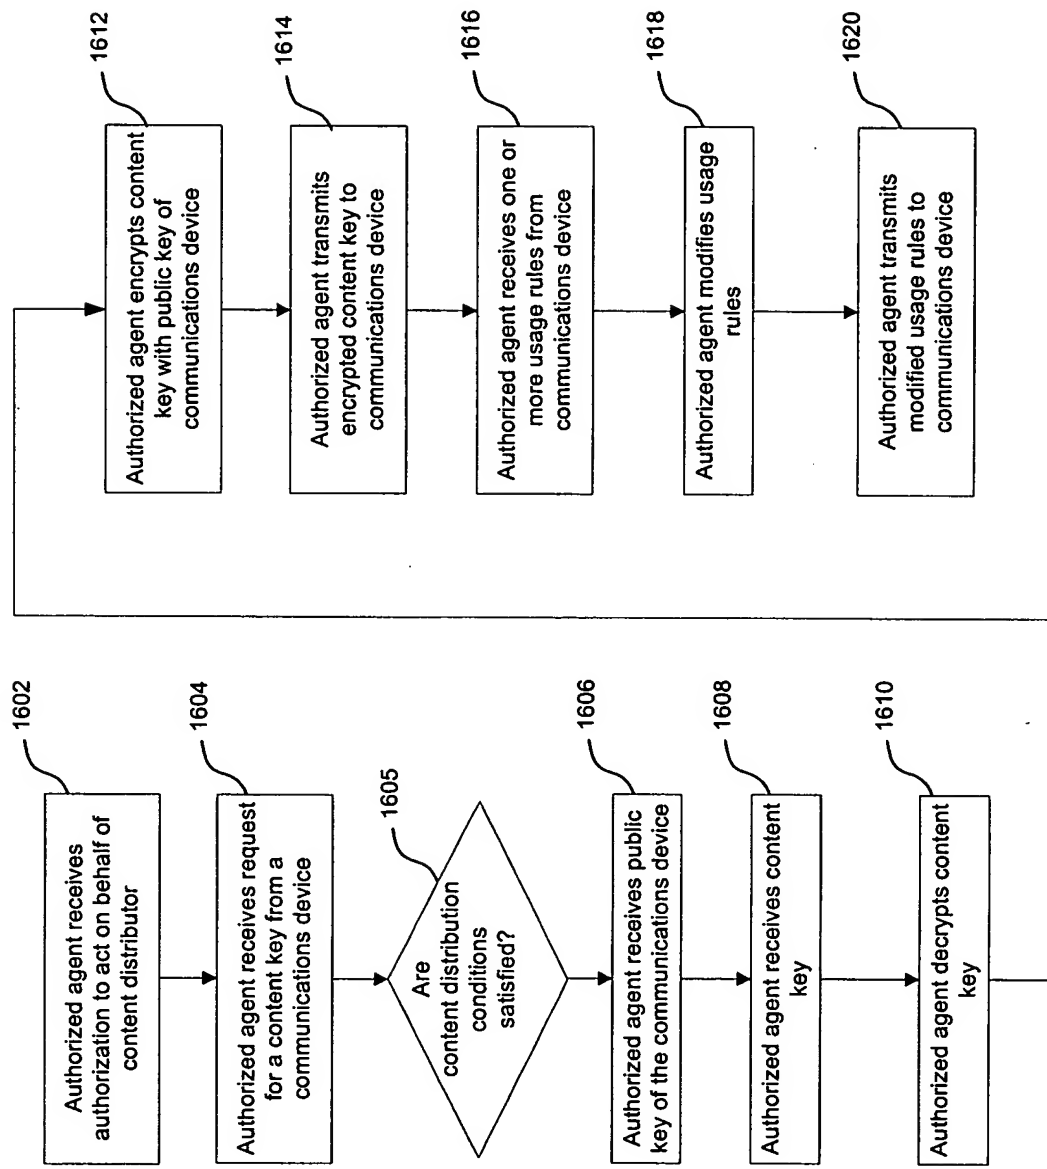 1602
Authorized agent receives
authorization to act on behalf of
content distributor
1604
Authorized agent receives request
for a content key from a
communications device
1605
Are
content distribution
conditions
satisfied?
1606
Authorized agent receives public
key of the communications device
1608
Authorized agent receives content
key
1610
Authorized agent decrypts content
key
1612
Authorized agent encrypts content
key with public key of
communications device
1614
Authorized agent transmits
encrypted content key to
communications device
1616
Authorized agent receives one or
more usage rules from
communications device
1618
Authorized agent modifies usage
rules
1620
Authorized agent transmits
modified usage rules to
communications device